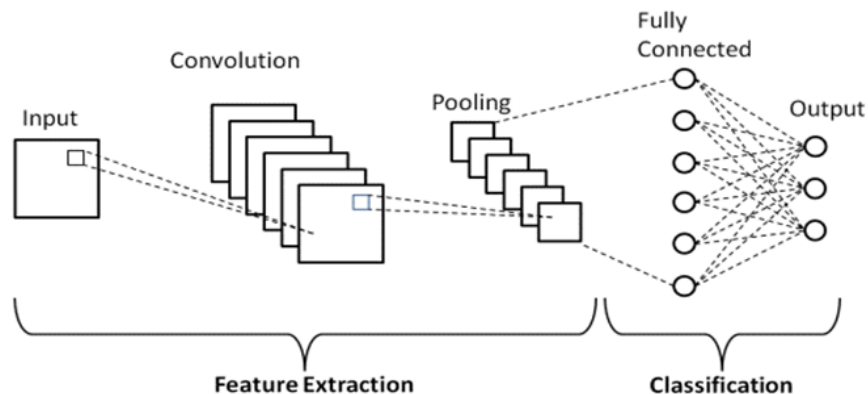 Input
Convolution
Pooling
Fully
Connected
Output
Feature Extraction
Classification